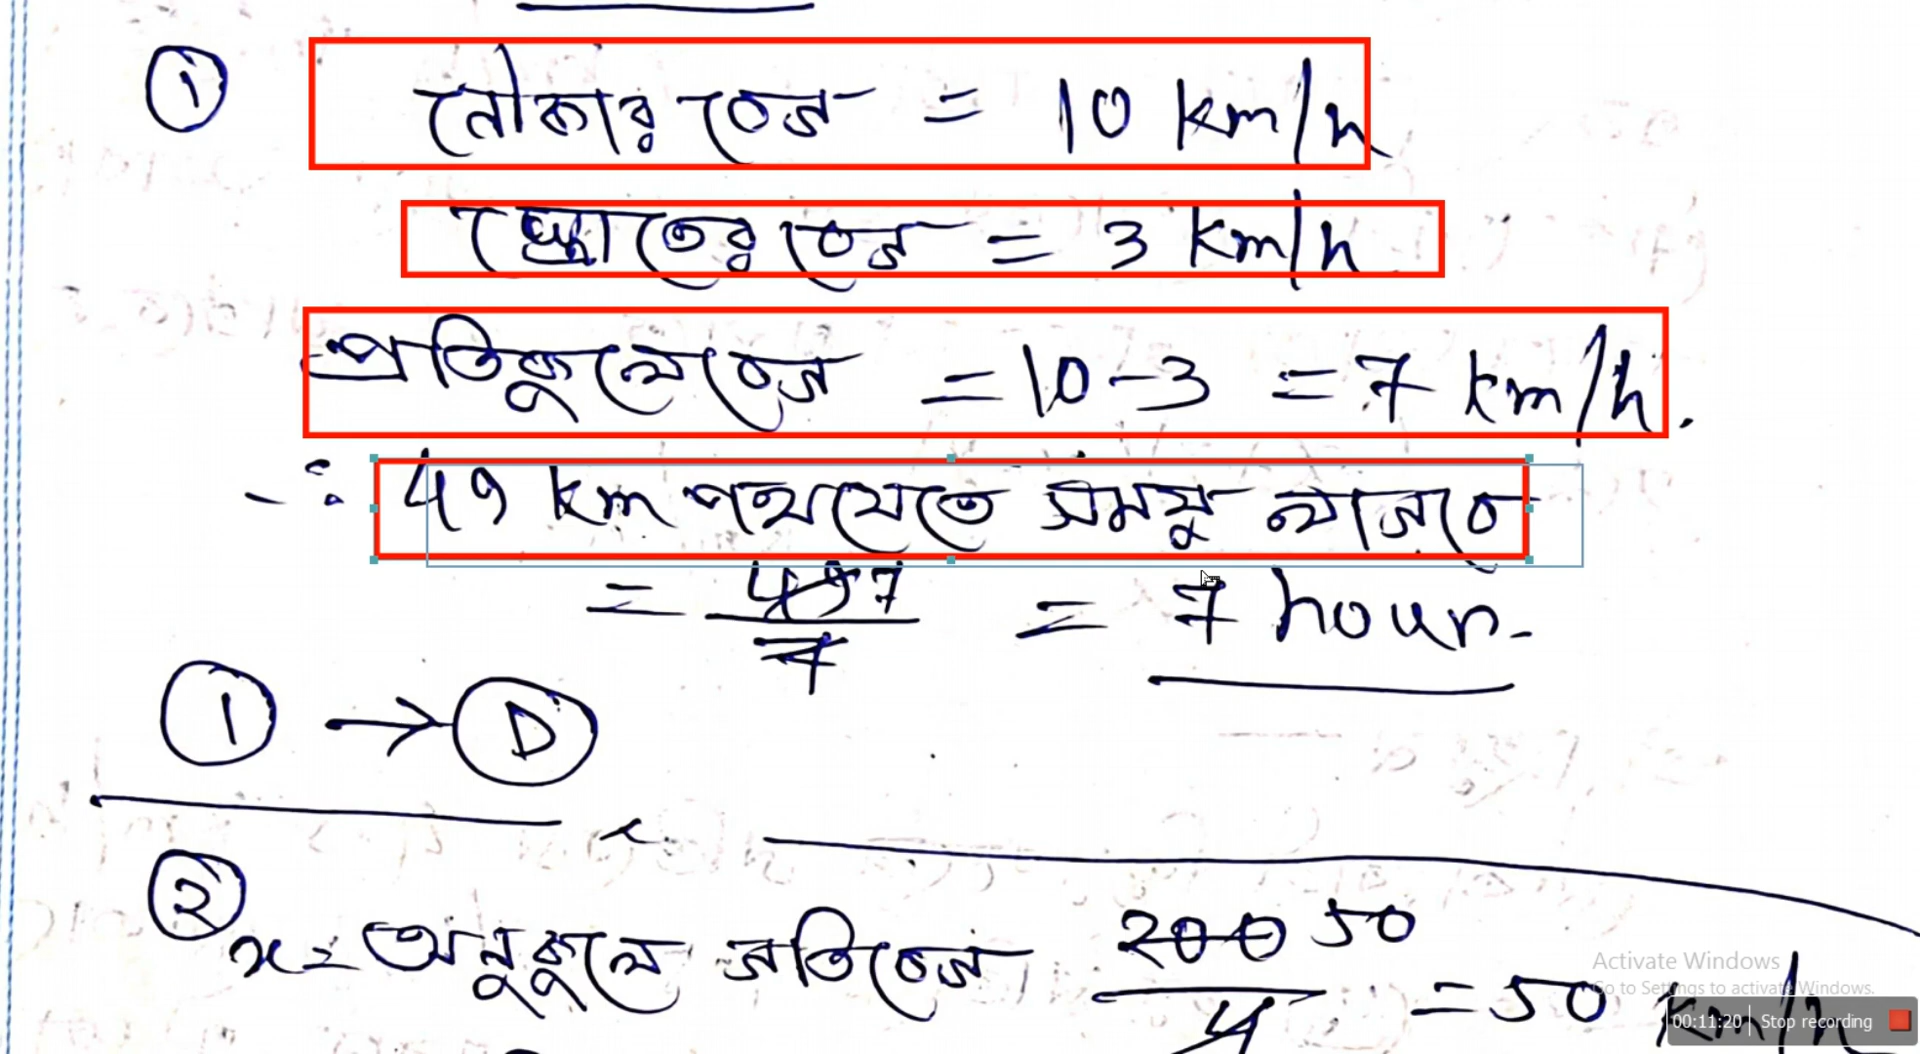 ① নৌকার বেগ = 10 km/h
স্রোতের বেগ = 3 km/h
প্রতিকূলে বেগ = 10 - 3 = 7 km/h.
∴ 49 km পথ যেতে সময় লাগবে
= 49 7 / 7 = 7 hour.
① → Ⓓ
② x = অনুকূলে গতিবেগ 200 50 / 4 = 50 km/h
Activate Windows
Go to Settings to activate Windows.
00:11:20 Stop recording